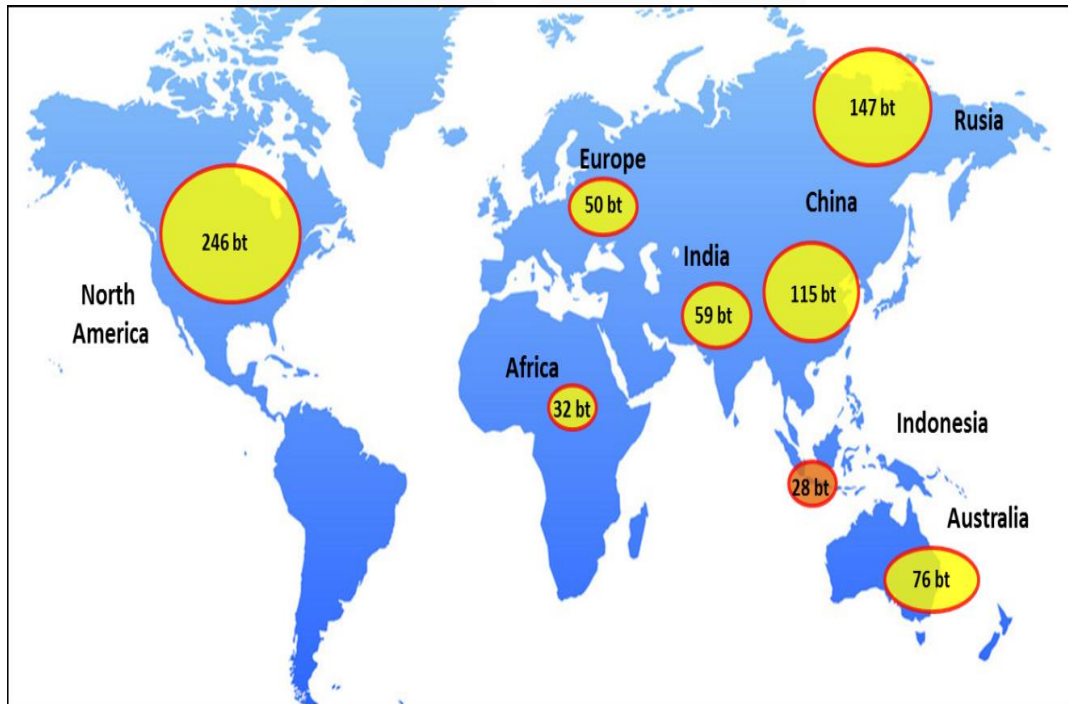 147 bt
Rusia
Europe
50 bt
China
246 bt
India
115 bt
59 bt
North
America
Africa
32 bt
Indonesia
28 bt
Australia
76 bt